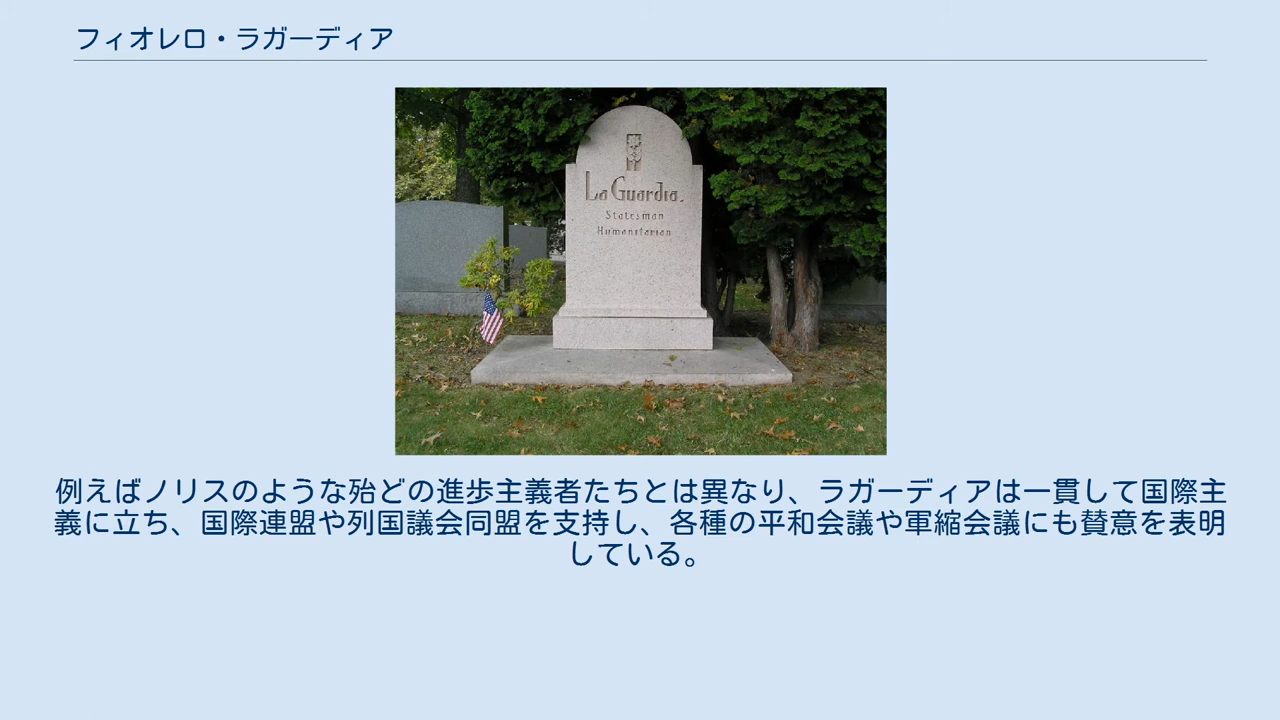 フィオレロ・ラガーディア
La Guardia.
Statesman
Humanitarian
例えばノリスのような殆どの進歩主義者たちとは異なり、ラガーディアは一貫して国際主
義に立ち、国際連盟や列国議会同盟を支持し、各種の平和会議や軍縮会議にも賛意を表明
している。